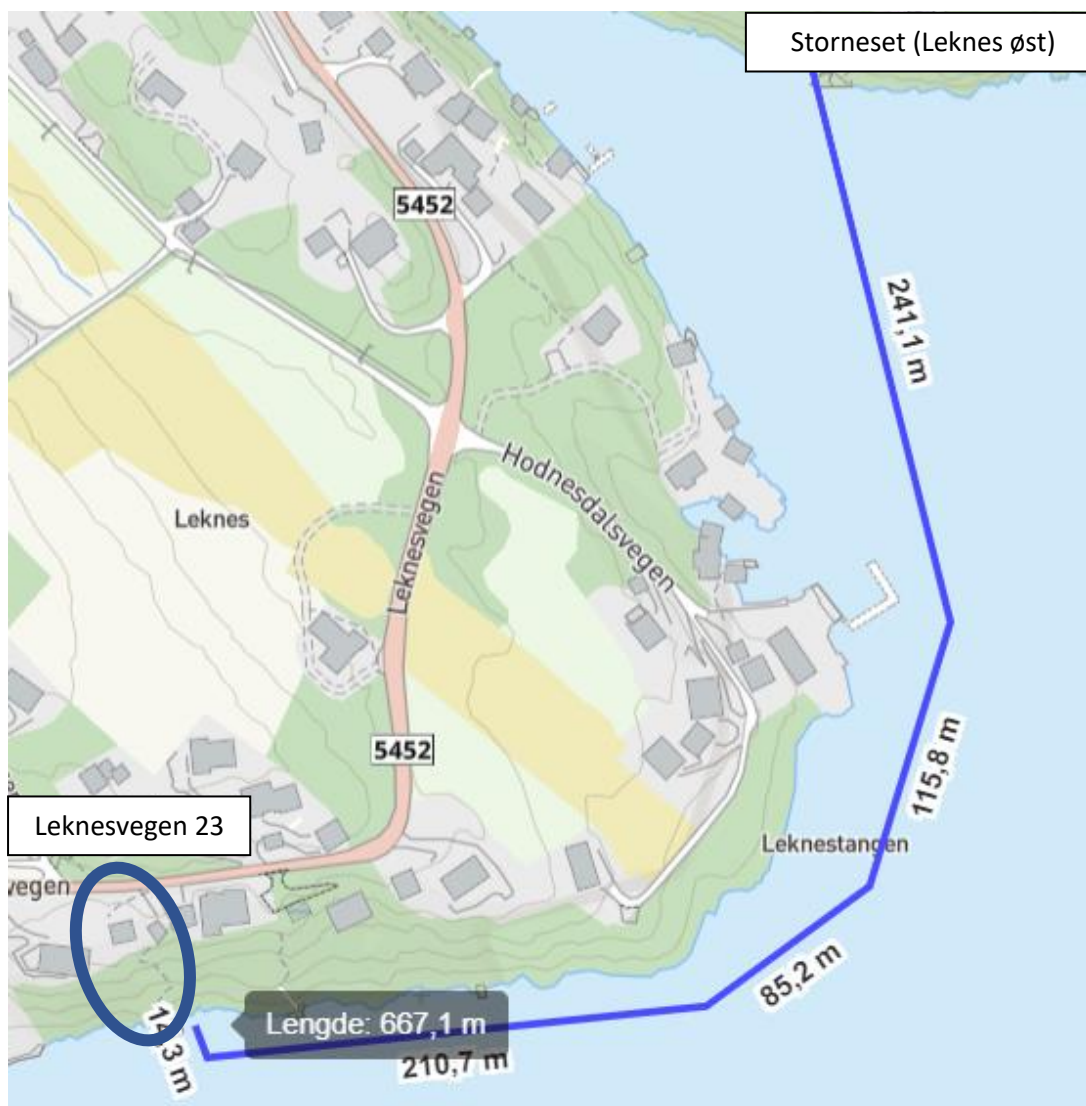 Storneset (Leknes øst)
5452
241,1 m
Hodnesdalsvegen
Leknes
Leknesvegen
5452
115,8 m
Leknesvegen 23
Leknestangen
vegen
85,2 m
Lengde: 667,1 m
210,7 m